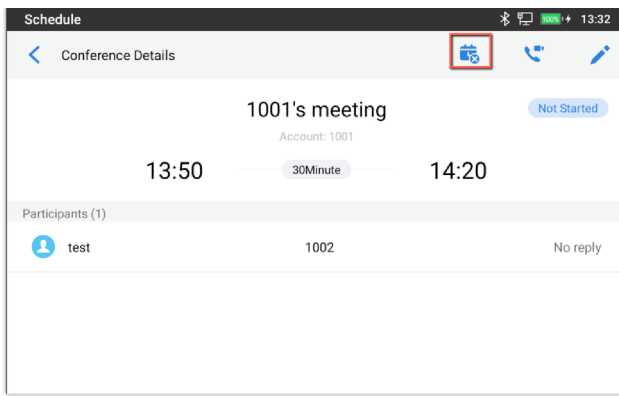 Schedule
100%
13:32
Conference Details
1001's meeting
Not Started
Account: 1001
13:50
30Minute
14:20
Participants (1)
test
1002
No reply